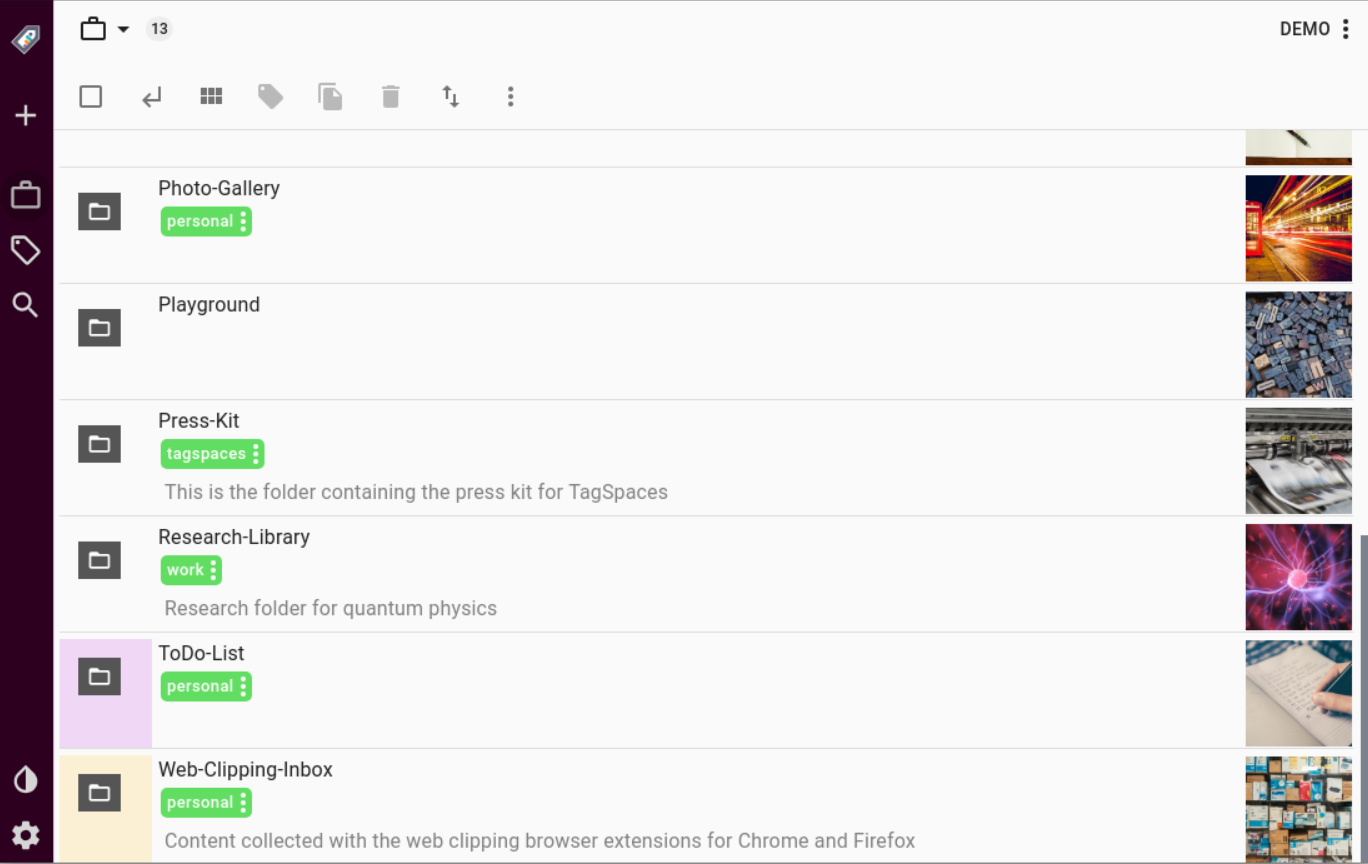 13
DEMO
Photo-Gallery
personal
Playground
Press-Kit
tagspaces
This is the folder containing the press kit for TagSpaces
Research-Library
work
Research folder for quantum physics
ToDo-List
personal
Web-Clipping-Inbox
personal
Content collected with the web clipping browser extensions for Chrome and Firefox